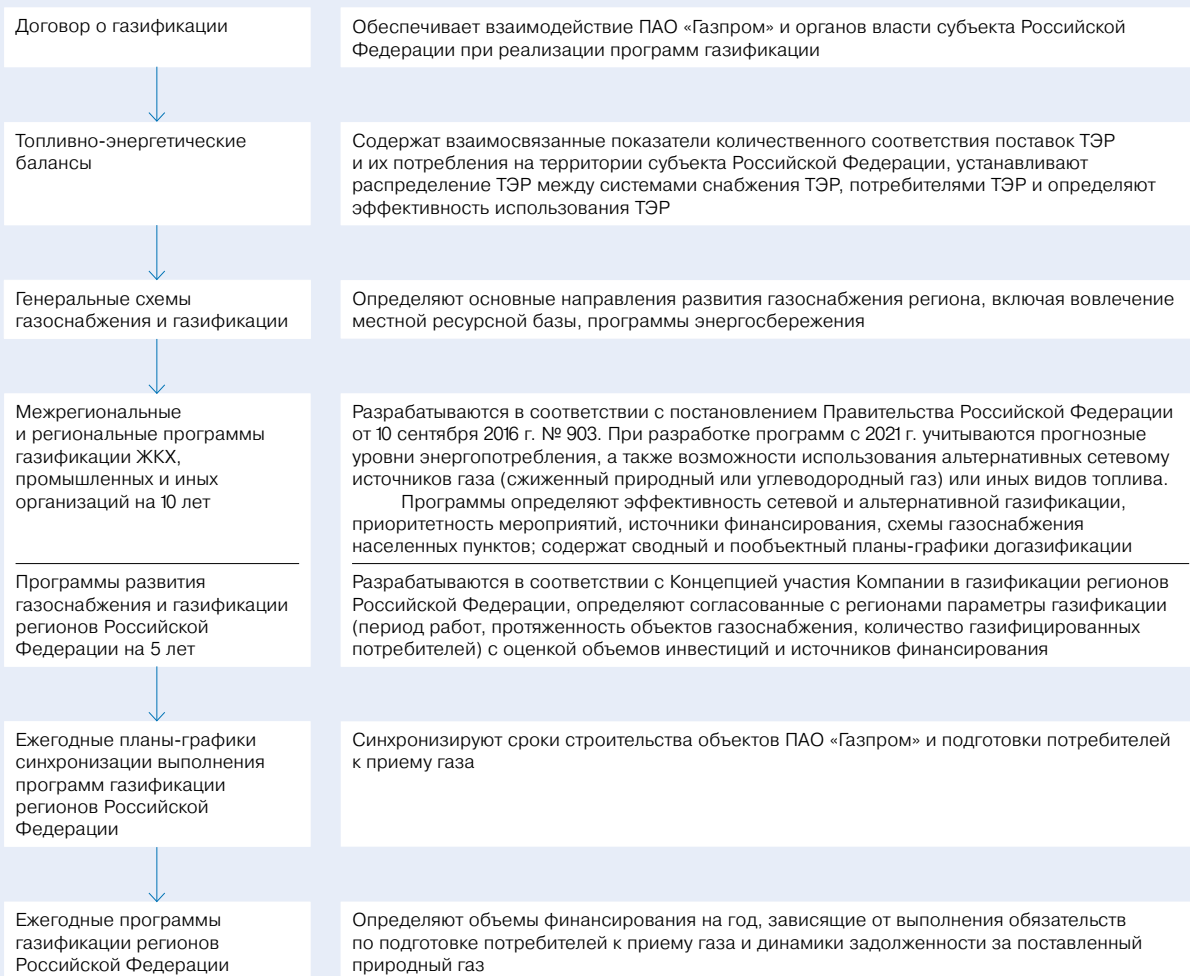 Договор о газификации
Обеспечивает взаимодействие ПАО «Газпром» и органов власти субъекта Российской
Федерации при реализации программ газификации
Топливно-энергетические
балансы
Содержат взаимосвязанные показатели количественного соответствия поставок ТЭР
и их потребления на территории субъекта Российской Федерации, устанавливают
распределение ТЭР между системами снабжения ТЭР, потребителями ТЭР и определяют
эффективность использования ТЭР
Генеральные схемы
газоснабжения и газификации
Определяют основные направления развития газоснабжения региона, включая вовлечение
местной ресурсной базы, программы энергосбережения
Межрегиональные
и региональные программы
газификации ЖКХ,
промышленных и иных
организаций на 10 лет
Разрабатываются в соответствии с постановлением Правительства Российской Федерации
от 10 сентября 2016 г. № 903. При разработке программ с 2021 г. учитываются прогнозные
уровни энергопотребления, а также возможности использования альтернативных сетевому
источников газа (сжиженный природный или углеводородный газ) или иных видов топлива.
Программы определяют эффективность сетевой и альтернативной газификации,
приоритетность мероприятий, источники финансирования, схемы газоснабжения
населенных пунктов; содержат сводный и пообъектный планы-графики догазификации
Программы развития
газоснабжения и газификации
регионов Российской
Федерации на 5 лет
Разрабатываются в соответствии с Концепцией участия Компании в газификации регионов
Российской Федерации, определяют согласованные с регионами параметры газификации
(период работ, протяженность объектов газоснабжения, количество газифицированных
потребителей) с оценкой объемов инвестиций и источников финансирования
Ежегодные планы-графики
синхронизации выполнения
программ газификации
регионов Российской
Федерации
Синхронизируют сроки строительства объектов ПАО «Газпром» и подготовки потребителей
к приему газа
Ежегодные программы
газификации регионов
Российской Федерации
Определяют объемы финансирования на год, зависящие от выполнения обязательств
по подготовке потребителей к приему газа и динамики задолженности за поставленный
природный газ